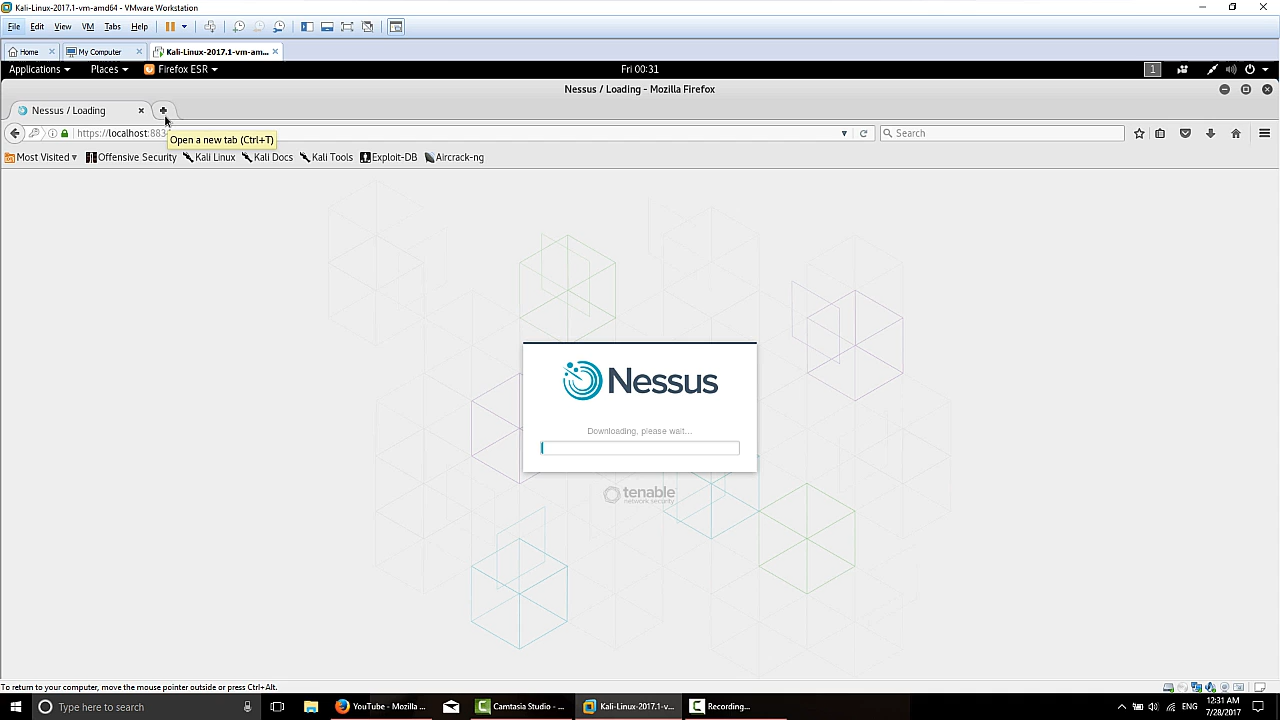 Kali-Linux-2017.1-vm-amd64 - VMware Workstation
File Edit View VM Tabs Help
Home My Computer Kali-Linux-2017.1-vm-am...
Applications Places Firefox ESR Fri 00:31 1
Nessus / Loading - Mozilla Firefox
Nessus / Loading
https://localhost:883 Search
Open a new tab (Ctrl+T)
Most Visited Offensive Security Kali Linux Kali Docs Kali Tools Exploit-DB Aircrack-ng
Nessus
Downloading, please wait...
tenable
network security
To return to your computer, move the mouse pointer outside or press Ctrl+Alt.
Type here to search YouTube - Mozilla ... Camtasia Studio - ... Kali-Linux-2017.1-v... Recording... ENG 12:31 AM
7/28/2017